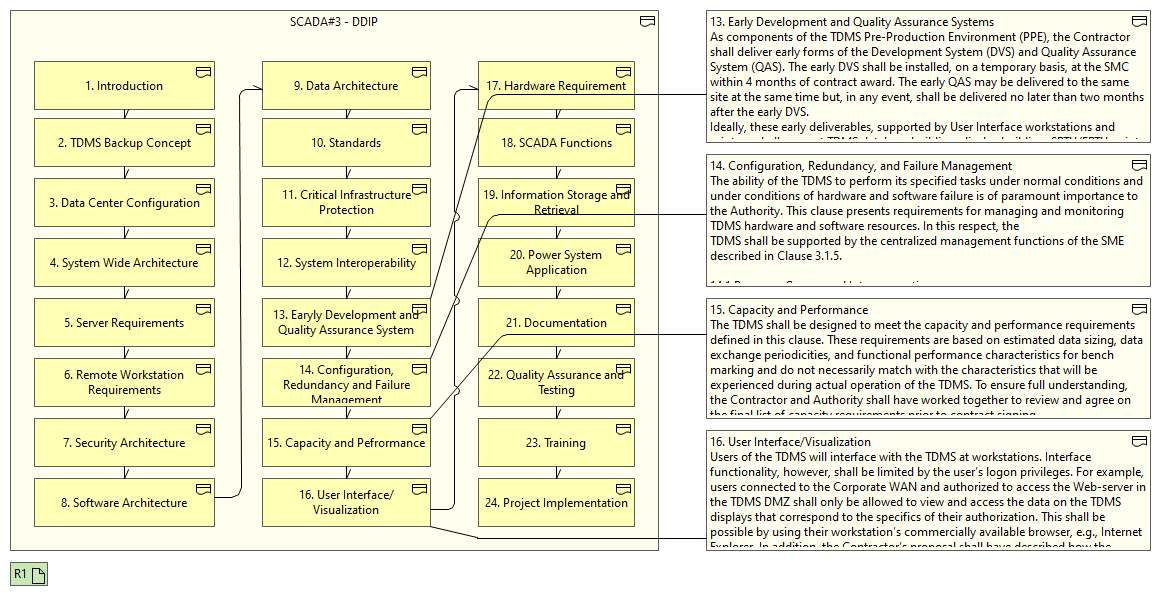 SCADA#3 - DDIP
1. Introduction
2. TDMS Backup Concept
3. Data Center Configuration
4. System Wide Architecture
5. Server Requirements
6. Remote Workstation
Requirements
7. Security Architecture
8. Software Architecture
9. Data Architecture
10. Standards
11. Critical Infrastructure
Protection
12. System Interoperability
13. Eayrly Development and
Quality Assurance System
14. Configuration,
Redundancy and Failure
Management
15. Capacity and Pefrormance
16. User Interface/
Visualization
17. Hardware Requirement
18. SCADA Functions
19. Information Storage and
Retrieval
20. Power System
Application
21. Documentation
22. Quality Assurance and
Testing
23. Training
24. Project Implementation
13. Early Development and Quality Assurance Systems
As components of the TDMS Pre-Production Environment (PPE), the Contractor
shall deliver early forms of the Development System (DVS) and Quality Assurance
System (QAS). The early DVS shall be installed, on a temporary basis, at the SMC
within 4 months of contract award. The early QAS may be delivered to the same
site at the same time but, in any event, shall be delivered no later than two months
after the early DVS.
Ideally, these early deliverables, supported by User Interface workstations and
14. Configuration, Redundancy, and Failure Management
The ability of the TDMS to perform its specified tasks under normal conditions and
under conditions of hardware and software failure is of paramount importance to
the Authority. This clause presents requirements for managing and monitoring
TDMS hardware and software resources. In this respect, the
TDMS shall be supported by the centralized management functions of the SME
described in Clause 3.1.5.
15. Capacity and Performance
The TDMS shall be designed to meet the capacity and performance requirements
defined in this clause. These requirements are based on estimated data sizing, data
exchange periodicities, and functional performance characteristics for bench
marking and do not necessarily match with the characteristics that will be
experienced during actual operation of the TDMS. To ensure full understanding,
the Contractor and Authority shall have worked together to review and agree on
the final list of capacity requirements prior to contract signing.
16. User Interface/Visualization
Users of the TDMS will interface with the TDMS at workstations. Interface
functionality, however, shall be limited by the user's logon privileges. For example,
users connected to the Corporate WAN and authorized to access the Web-server in
the TDMS DMZ shall only be allowed to view and access the data on the TDMS
displays that correspond to the specifics of their authorization. This shall be
possible by using their workstation's commercially available browser, e.g., Internet
Explorer. In addition, the Contractor's proposal shall have described how the
R1